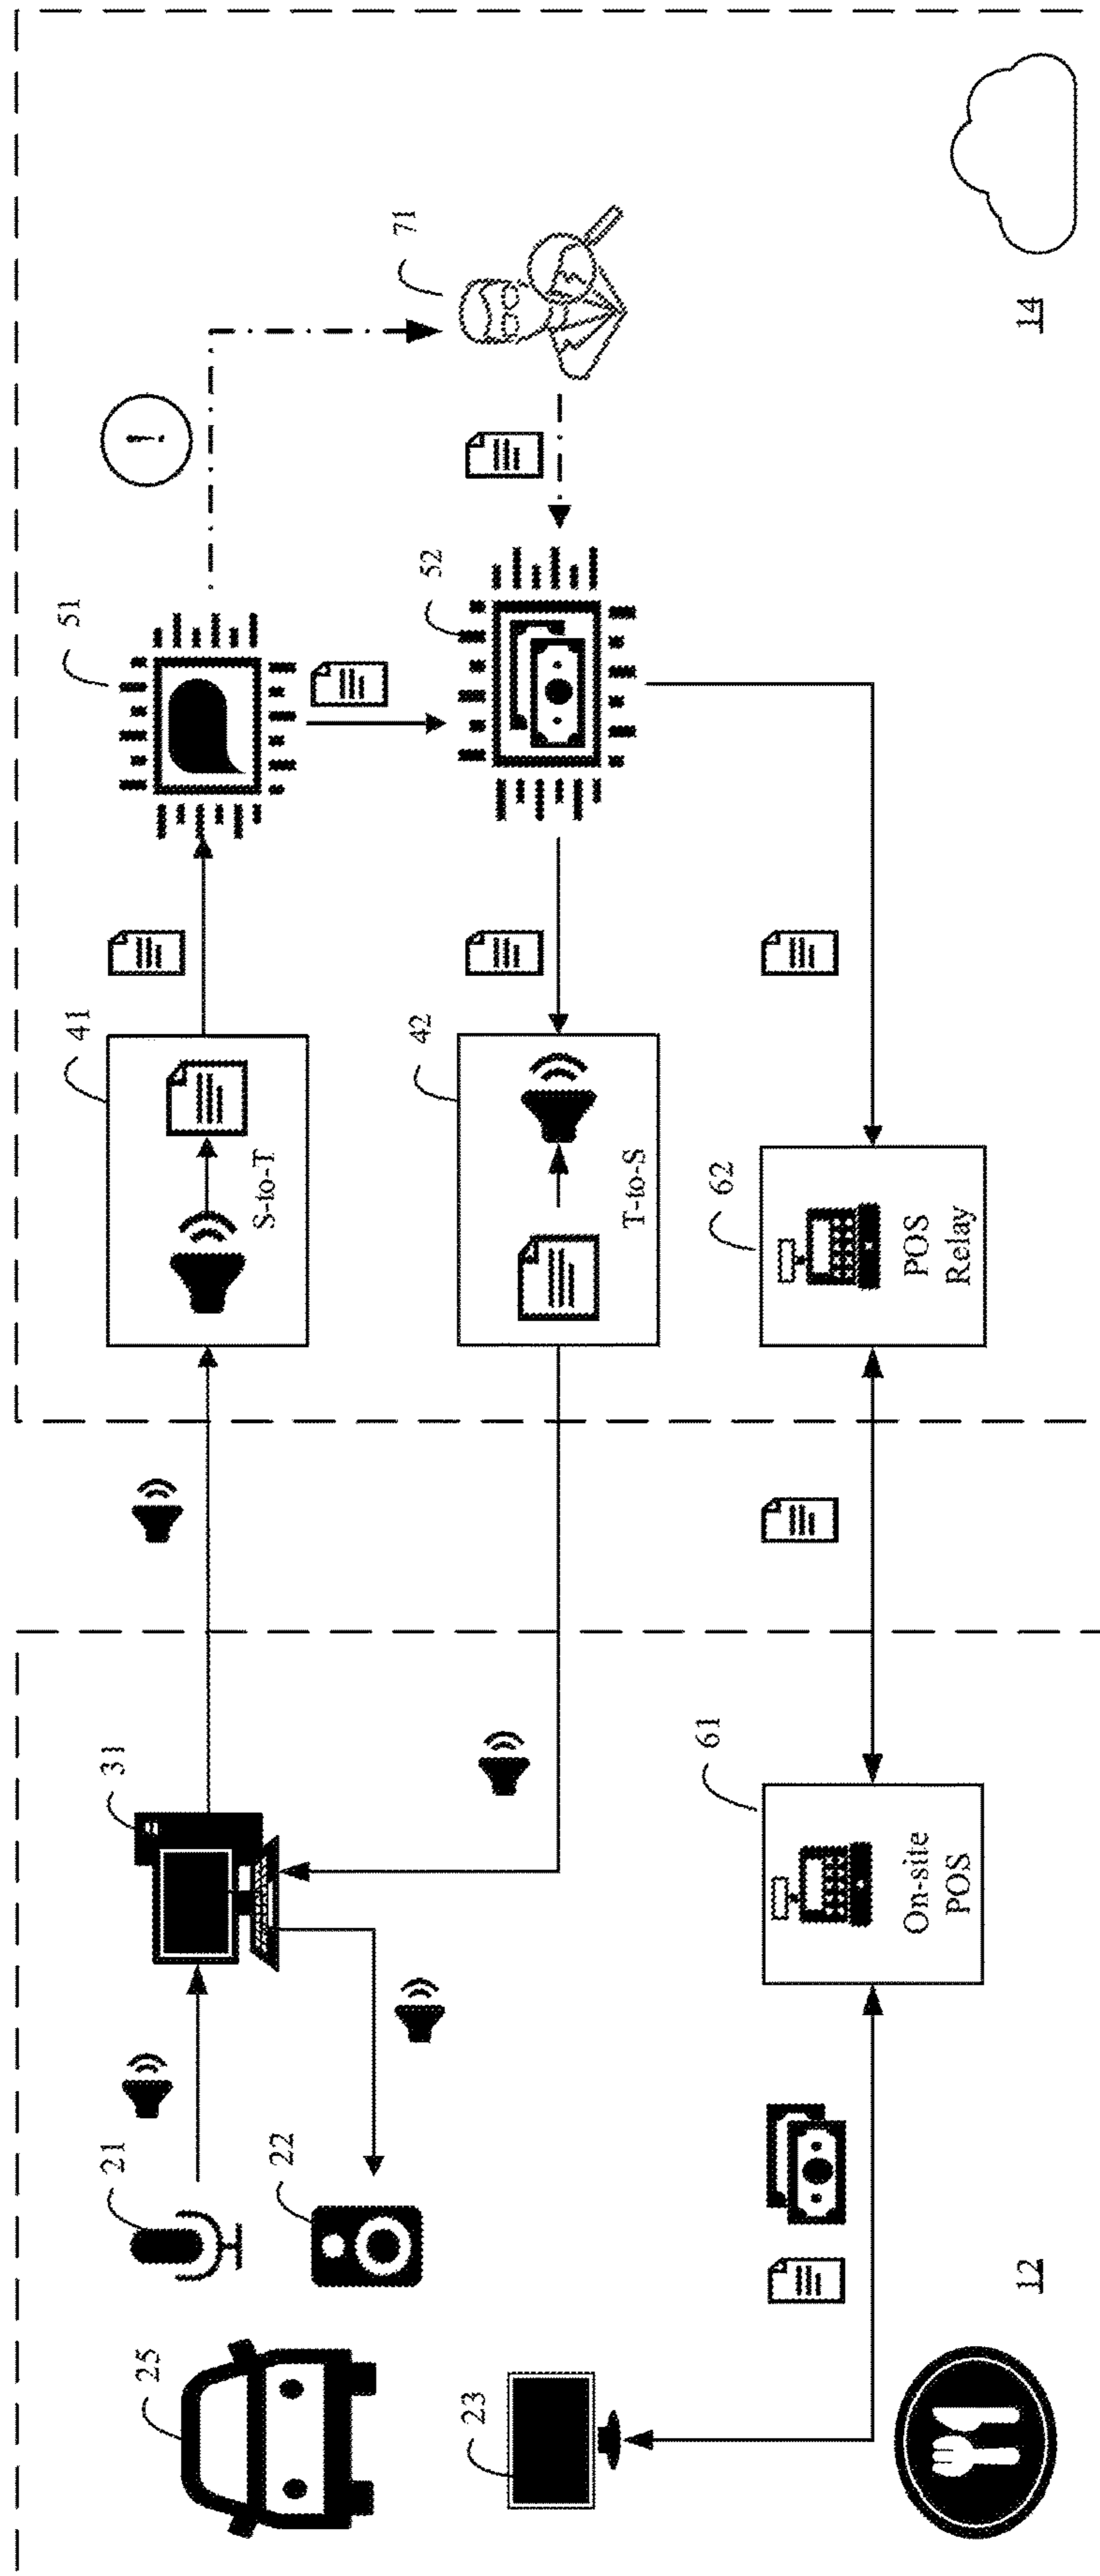 25
21
31
41
51
!
S-to-T
22
23
42
52
71
T-to-S
61
62
On-site
POS
POS
Relay
12
14